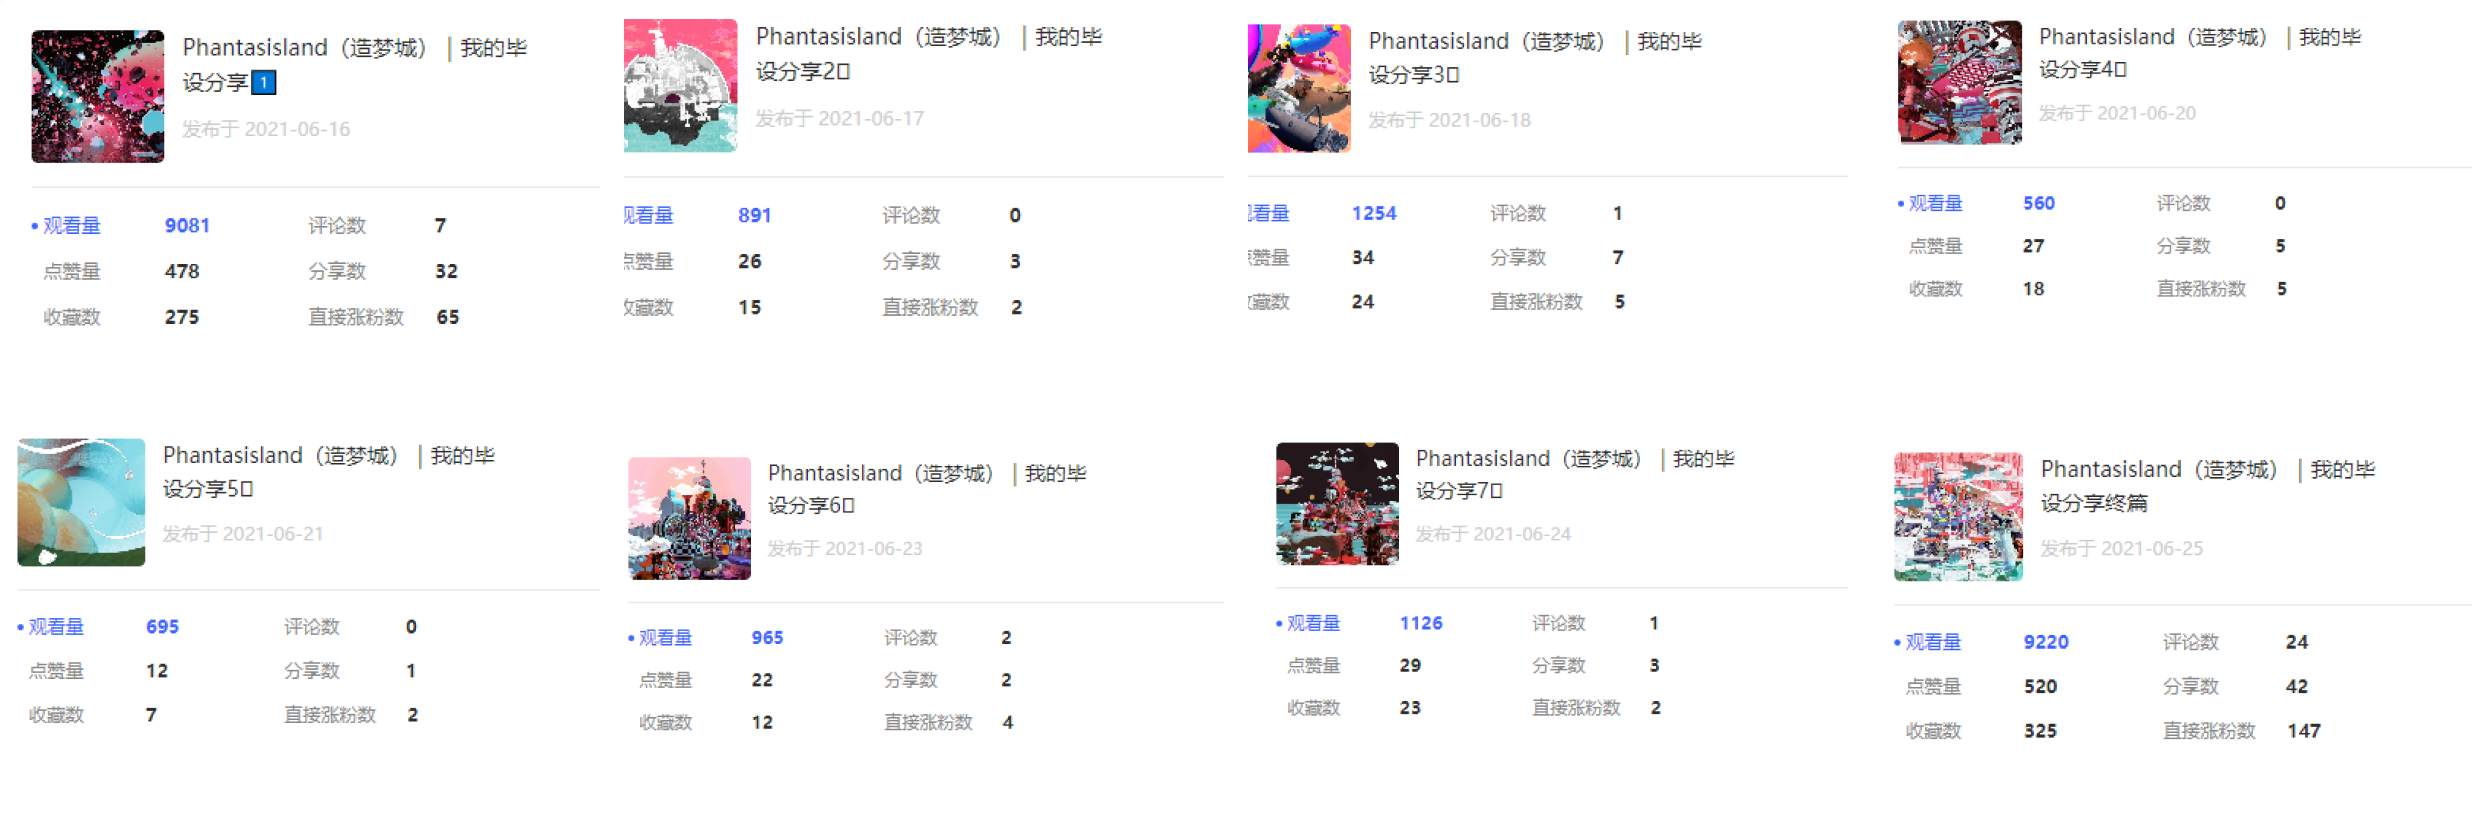 Phantasisland（造梦城）｜我的毕
设分享1
发布于 2021-06-16
观看量 9081 评论数 7
点赞量 478 分享数 32
收藏数 275 直接涨粉数 65
Phantasisland（造梦城）｜我的毕
设分享2
发布于 2021-06-17
观看量 891 评论数 0
点赞量 26 分享数 3
收藏数 15 直接涨粉数 2
Phantasisland（造梦城）｜我的毕
设分享3
发布于 2021-06-18
观看量 1254 评论数 1
点赞量 34 分享数 7
收藏数 24 直接涨粉数 5
Phantasisland（造梦城）｜我的毕
设分享4
发布于 2021-06-20
观看量 560 评论数 0
点赞量 27 分享数 5
收藏数 18 直接涨粉数 5
Phantasisland（造梦城）｜我的毕
设分享5
发布于 2021-06-21
观看量 695 评论数 0
点赞量 12 分享数 1
收藏数 7 直接涨粉数 2
Phantasisland（造梦城）｜我的毕
设分享6
发布于 2021-06-23
观看量 965 评论数 2
点赞量 22 分享数 2
收藏数 12 直接涨粉数 4
Phantasisland（造梦城）｜我的毕
设分享7
发布于 2021-06-24
观看量 1126 评论数 1
点赞量 29 分享数 3
收藏数 23 直接涨粉数 2
Phantasisland（造梦城）｜我的毕
设分享终篇
发布于 2021-06-25
观看量 9220 评论数 24
点赞量 520 分享数 42
收藏数 325 直接涨粉数 147